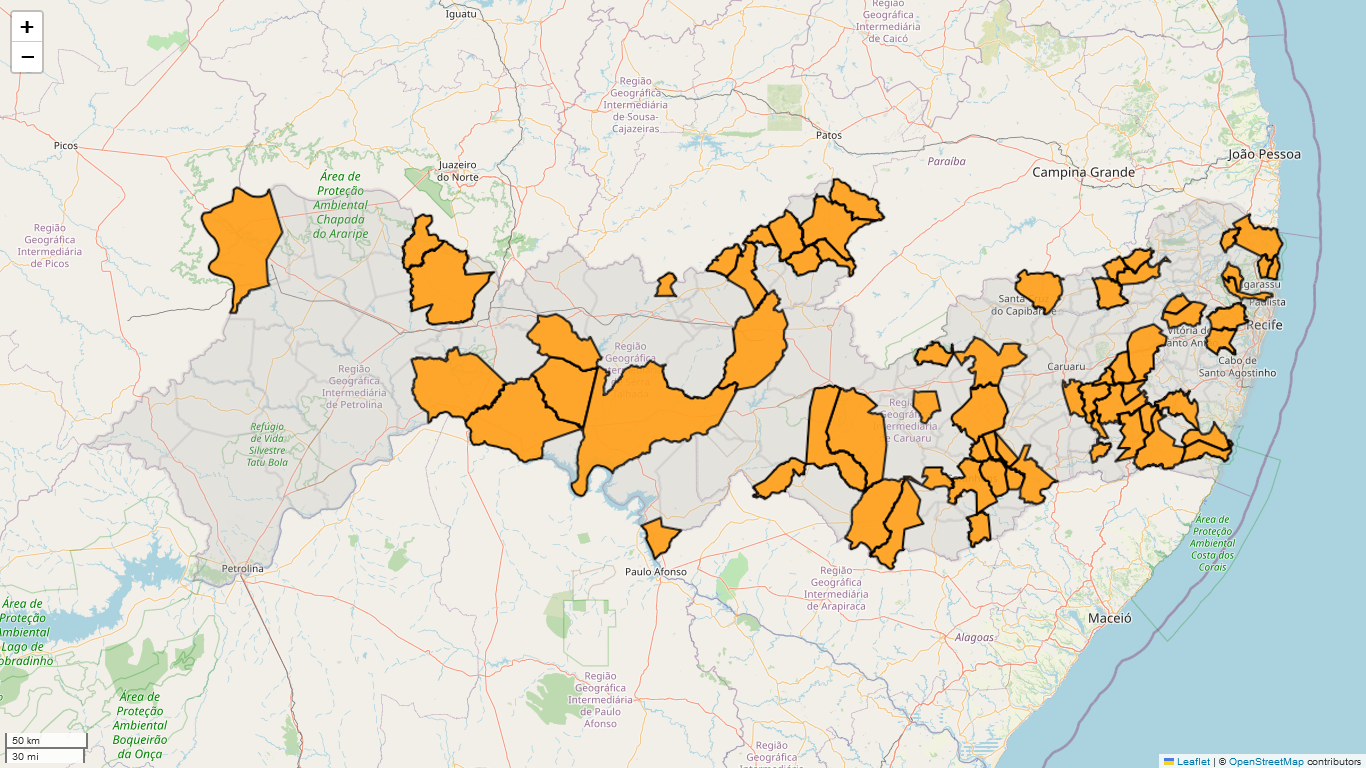 +
−
Iguatu
Região
Geográfica
Intermediária
de Caicó
Região
Geográfica
Intermediária
de Sousa-
Cajazeiras
Patos
Picos
João Pessoa
Paraíba
Juazeiro
do Norte
Campina Grande
Área de
Proteção
Ambiental
Chapada
do Araripe
Região
Geográfica
Intermediária
de Picos
Santa
do Capibaribe
Igarassu
Paulista
Recife
Vitória de
Santo Antão
Caruaru
Cabo de
Santo Agostinho
Região
Geográfica
Região
Geográfica
Intermediária
de Petrolina
Geográfica
Intermediária
de Caruaru
Refúgio
de Vida
Silvestre
Tatu Bola
Petrolina
Paulo Afonso
Área de
Proteção
Ambiental
Costa dos
Corais
Região
Geográfica
Intermediária
de Arapiraca
Maceió
Alagoas
Área de
Proteção
Ambiental
Lago de
obradinho
Área de
Proteção
Ambiental
Boqueirão
da Onça
Região
Geográfica
Intermediária
de Paulo
Afonso
Região
Geográfica
Intermediária
50 km
30 mi
Leaflet | © OpenStreetMap contributors